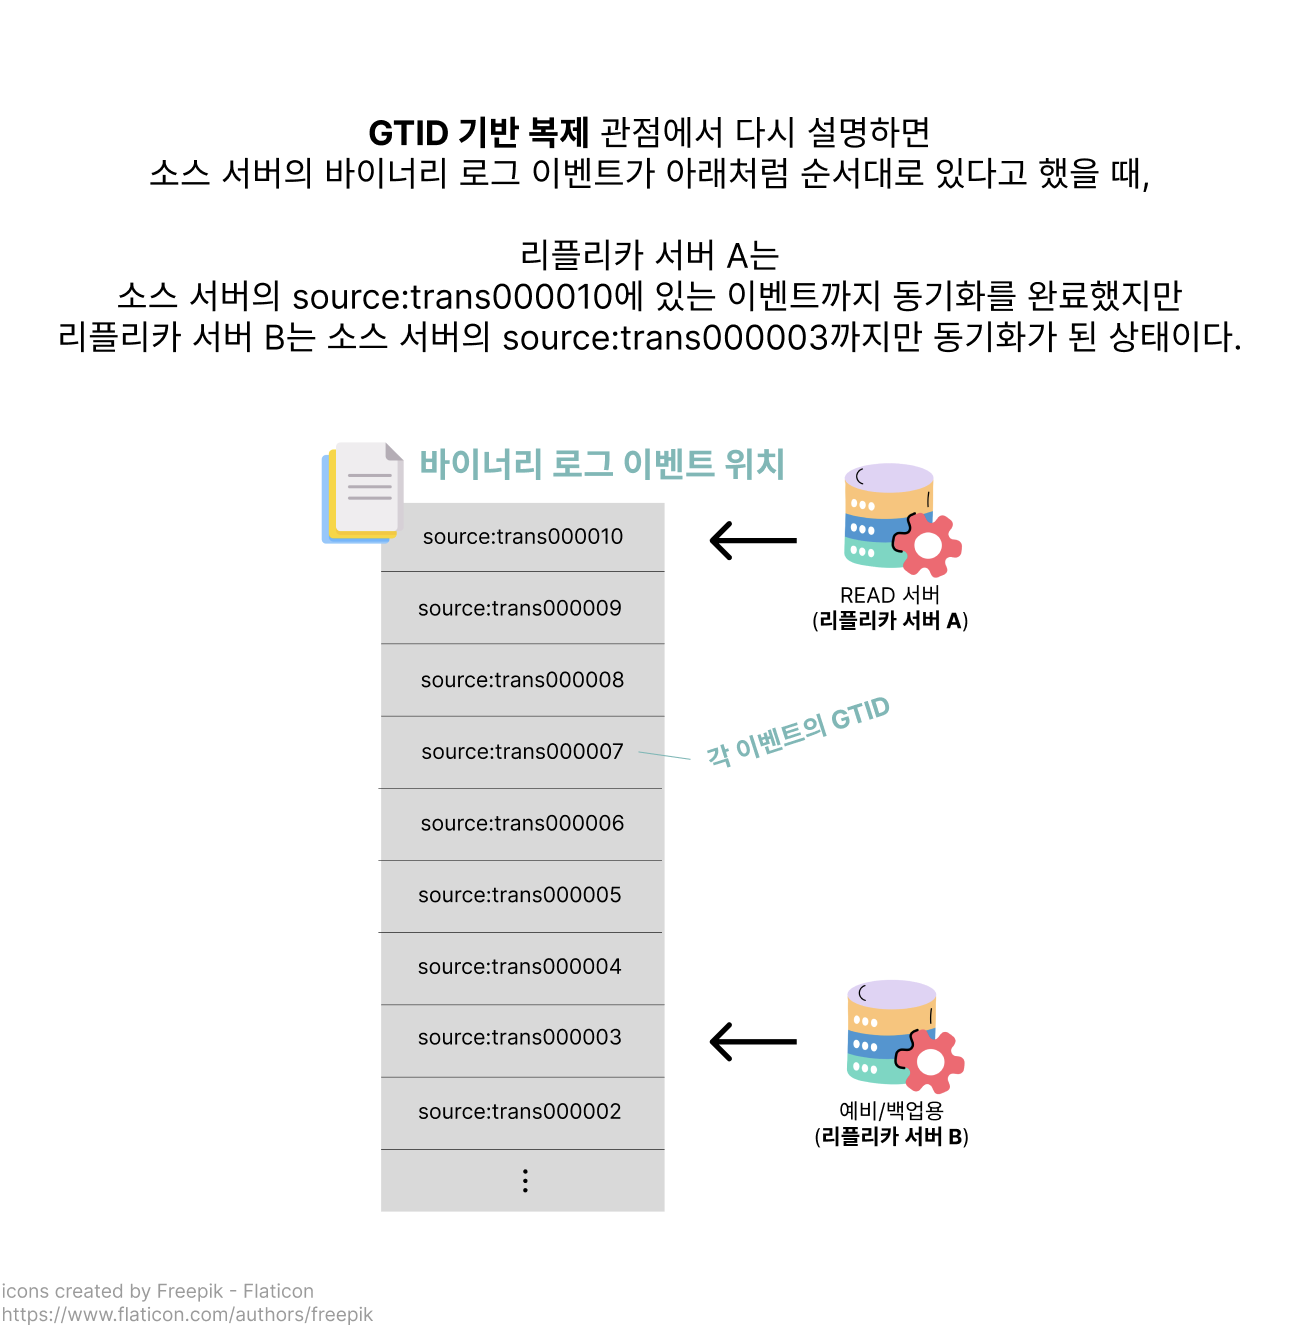 GTID 기반 복제 관점에서 다시 설명하면
소스 서버의 바이너리 로그 이벤트가 아래처럼 순서대로 있다고 했을 때,
리플리카 서버 A는
소스 서버의 source:trans000010에 있는 이벤트까지 동기화를 완료했지만
리플리카 서버 B는 소스 서버의 source:trans000003까지만 동기화가 된 상태이다.
바이너리 로그 이벤트 위치
source:trans000010
source:trans000009
source:trans000008
source:trans000007
source:trans000006
source:trans000005
source:trans000004
source:trans000003
source:trans000002
READ 서버
(리플리카 서버 A)
각 이벤트의 GTID
예비/백업용
(리플리카 서버 B)
icons created by Freepik - Flaticon
https://www.flaticon.com/authors/freepik